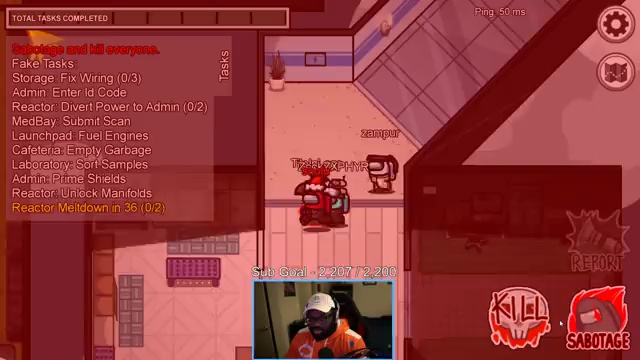 TOTAL TASKS COMPLETED
Ping: 50 ms
Sabotage and kill everyone.
Fake Tasks:
Storage: Fix Wiring (0/3)
Admin: Enter Id Code
Reactor: Divert Power to Admin (0/2)
MedBay: Submit Scan
Launchpad: Fuel Engines
Cafeteria: Empty Garbage
Laboratory: Sort Samples
Admin: Prime Shields
Reactor: Unlock Manifolds
Reactor Meltdown in 36 (0/2)
Tasks
zampur
REPORT
Sub Goal - 2,207 / 2,200
KILL
SABOTAGE